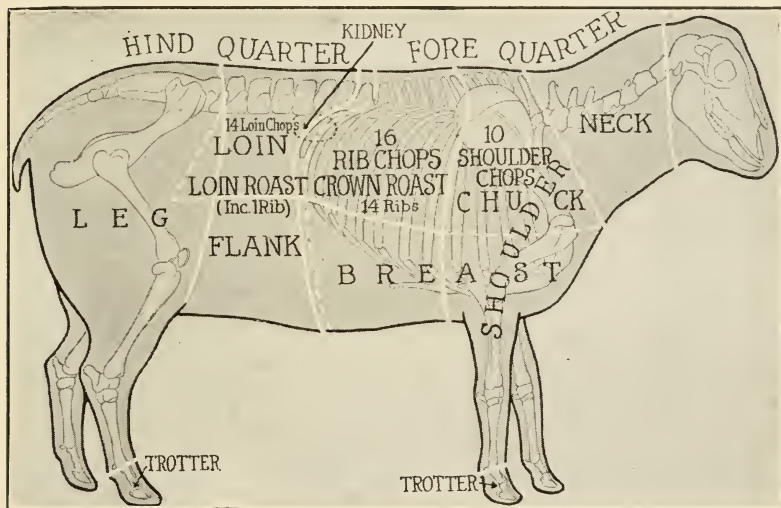 HIND QUARTER FORE QUARTER
KIDNEY
14 Loin Chops
LOIN
LOIN ROAST
(Inc. 1 Rib)
FLANK
16
RIB CHOPS
CROWN ROAST
14 Ribs
10
SHOULDER
CHOPS
CHUCK
SHOULDER
NECK
LEG
BREAST
TROTTER
TROTTER